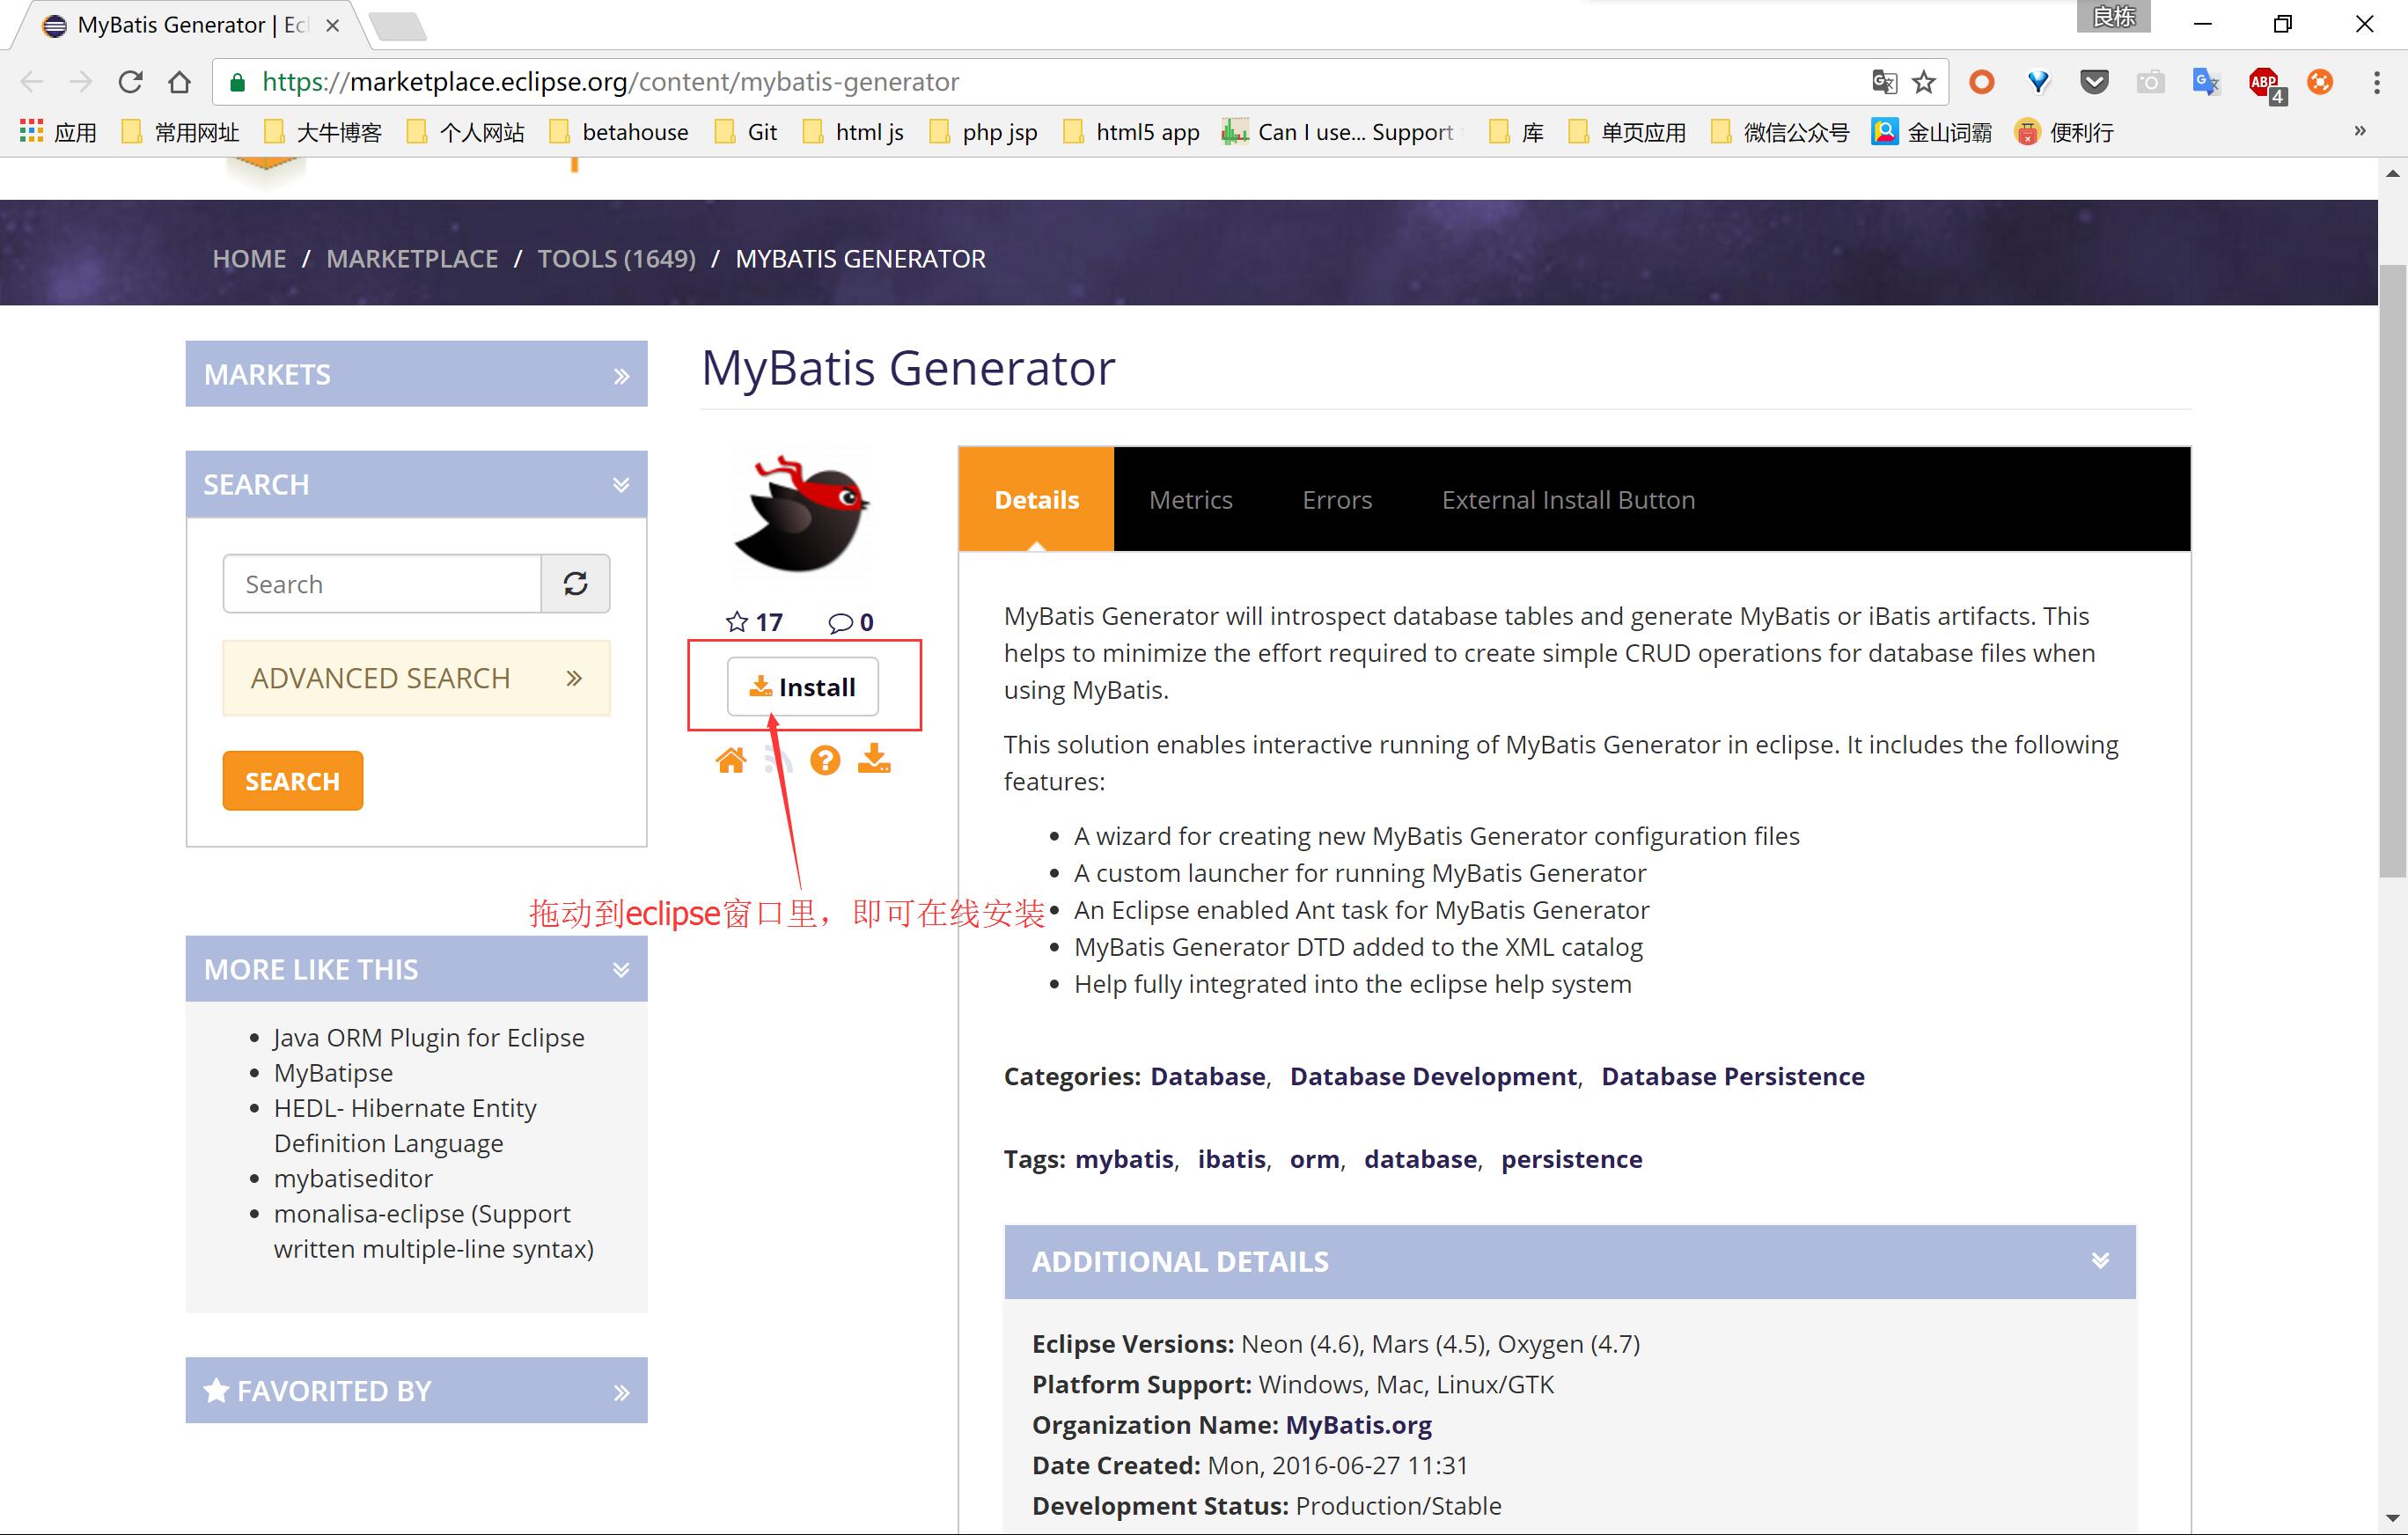 MyBatis Generator | Ecl
良栋
https://marketplace.eclipse.org/content/mybatis-generator
ABP
4
应用
常用网址
大牛博客
个人网站
betahouse
Git
html js
php jsp
html5 app
Can I use... Support
库
单页应用
微信公众号
金山词霸
便利行
HOME / MARKETPLACE / TOOLS (1649) / MYBATIS GENERATOR
MARKETS
SEARCH
Search
ADVANCED SEARCH
SEARCH
MyBatis Generator
17 0
Install
拖动到eclipse窗口里，即可在线安装
Details Metrics Errors External Install Button
MyBatis Generator will introspect database tables and generate MyBatis or iBatis artifacts. This
helps to minimize the effort required to create simple CRUD operations for database files when
using MyBatis.
This solution enables interactive running of MyBatis Generator in eclipse. It includes the following
features:
• A wizard for creating new MyBatis Generator configuration files
• A custom launcher for running MyBatis Generator
• An Eclipse enabled Ant task for MyBatis Generator
• MyBatis Generator DTD added to the XML catalog
• Help fully integrated into the eclipse help system
Categories: Database, Database Development, Database Persistence
Tags: mybatis, ibatis, orm, database, persistence
MORE LIKE THIS
• Java ORM Plugin for Eclipse
• MyBatipse
• HEDL- Hibernate Entity
Definition Language
• mybatiseditor
• monalisa-eclipse (Support
written multiple-line syntax)
FAVORITED BY
ADDITIONAL DETAILS
Eclipse Versions: Neon (4.6), Mars (4.5), Oxygen (4.7)
Platform Support: Windows, Mac, Linux/GTK
Organization Name: MyBatis.org
Date Created: Mon, 2016-06-27 11:31
Development Status: Production/Stable